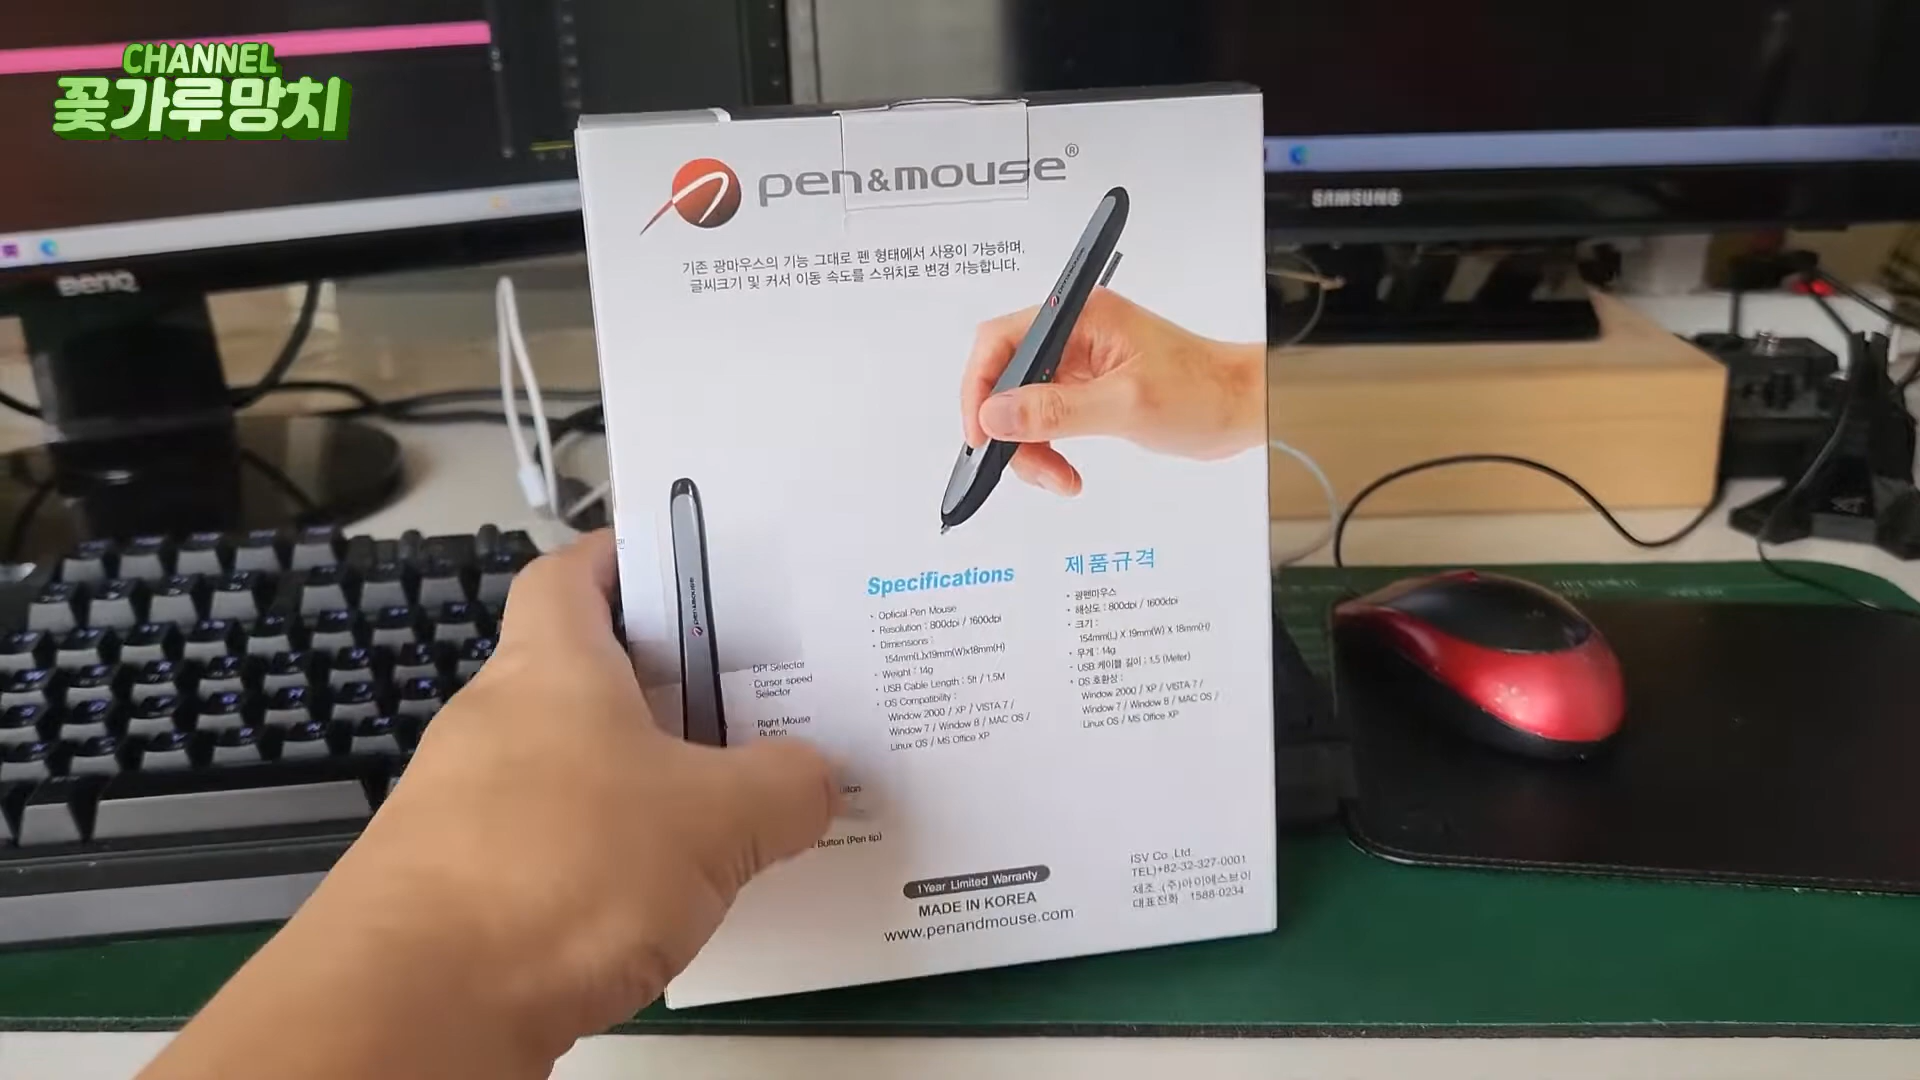 CHANNEL
꽃가루망치
pen&mouse®
기존 광마우스의 기능 그대로 펜 형태에서 사용이 가능하며,
글씨크기 및 커서 이동 속도를 스위치로 변경 가능합니다.
BenQ
SAMSUNG
pen&mouse
pen&mouse
· DPI Selector
· Cursor speed
Selector
· Right Mouse
Button
Button (Pen tip)
Specifications
· Optical Pen Mouse
· Resolution : 800dpi / 1600dpi
· Dimensions :
154mm(L)x19mm(W)x18mm(H)
· Weight : 14g
· USB Cable Length : 5ft / 1.5M
· OS Compatibility :
Window 2000 / XP / VISTA 7 /
Window 7 / Window 8 / MAC OS /
Linux OS / MS Office XP
제품규격
· 광펜마우스
· 해상도 : 800dpi / 1600dpi
· 크기 :
154mm(L) X 19mm(W) X 18mm(H)
· 무게 : 14g
· USB 케이블 길이 : 1.5 (Meter)
· OS 호환상 :
Window 2000 / XP / VISTA 7 /
Window 7 / Window 8 / MAC OS /
Linux OS / MS Office XP
1Year Limited Warranty
MADE IN KOREA
www.penandmouse.com
ISV Co.,Ltd.
TEL)+82-32-327-0001
제조 : (주)아이에스브이
대표전화 : 1588-0234